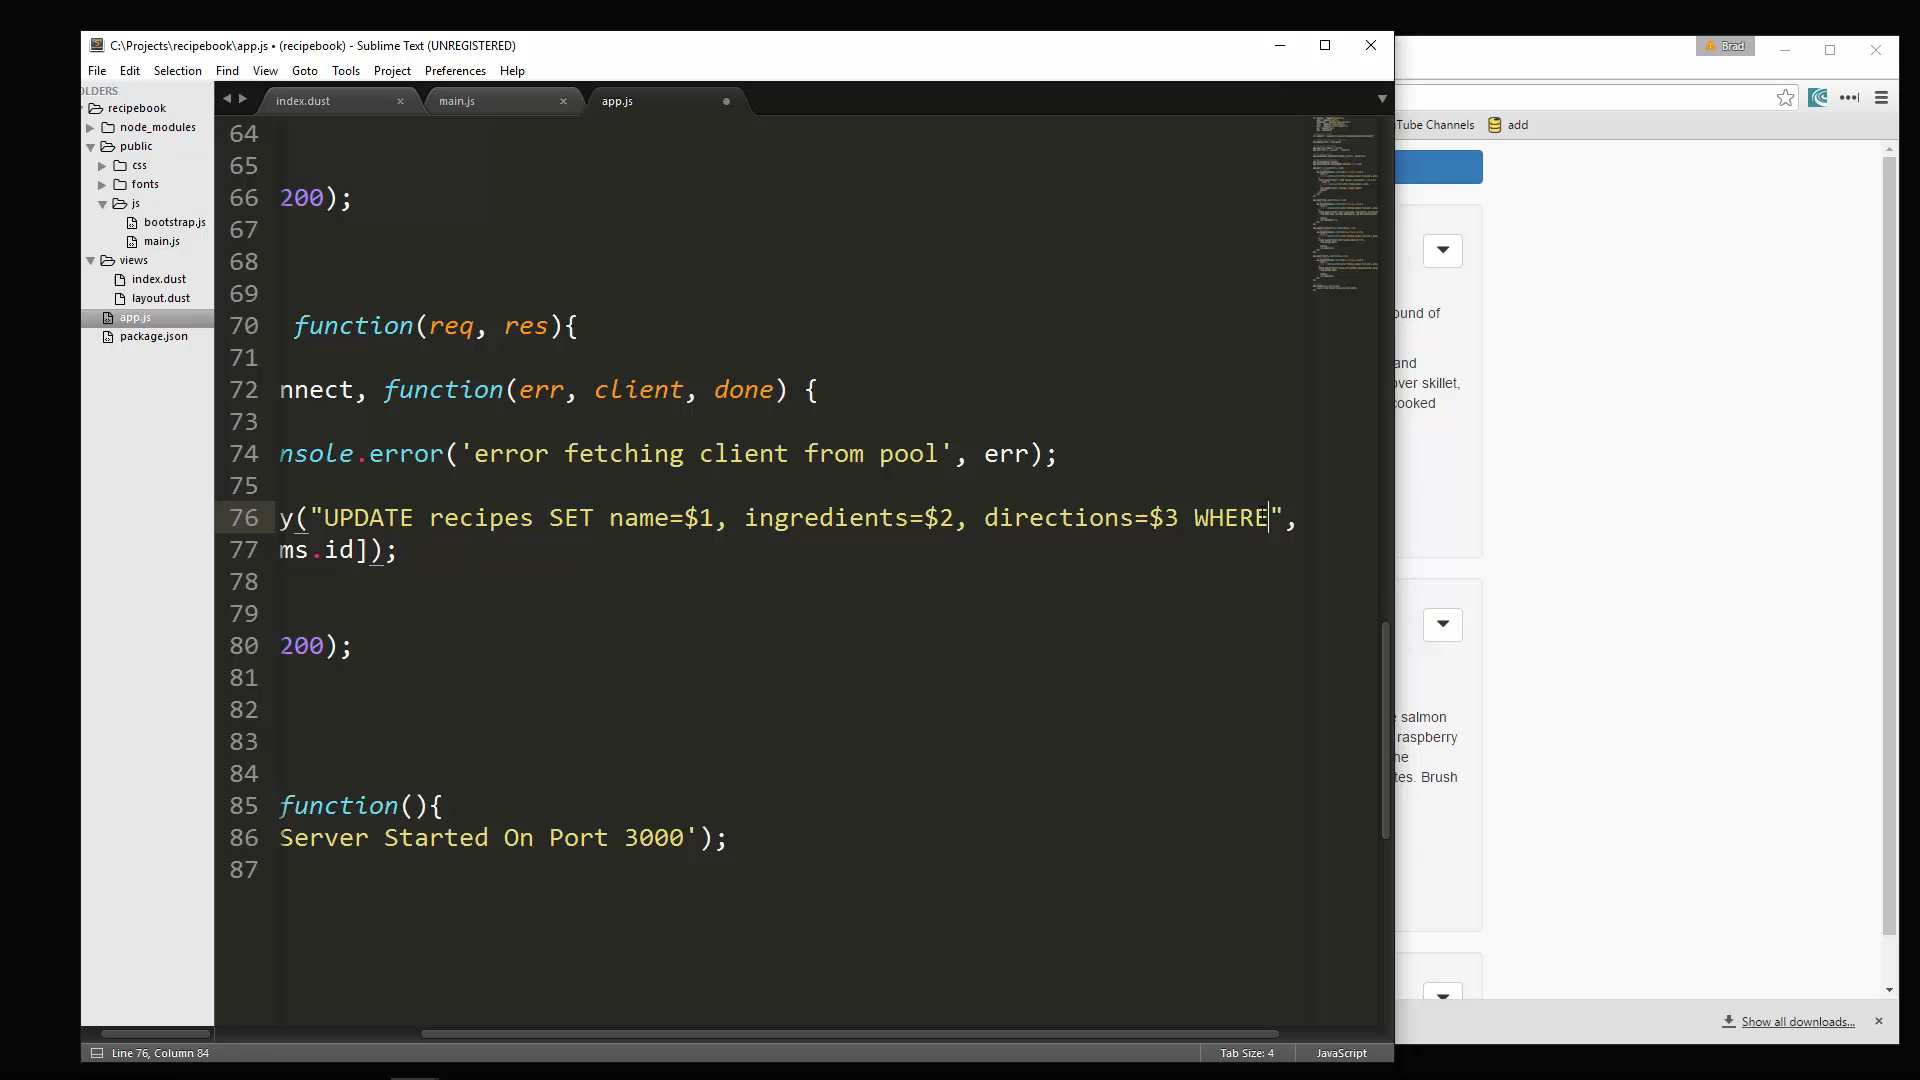 C:\Projects\recipebook\app.js • (recipebook) - Sublime Text (UNREGISTERED)
Brad
File Edit Selection Find View Goto Tools Project Preferences Help
OLDERS
recipebook
node_modules
public
css
fonts
js
bootstrap.js
main.js
views
index.dust
layout.dust
app.js
package.json
index.dust main.js app.js
64
65
66 200);
67
68
69
70 function(req, res){
71
72 nnect, function(err, client, done) {
73
74 nsole.error('error fetching client from pool', err);
75
76 y("UPDATE recipes SET name=$1, ingredients=$2, directions=$3 WHERE",
77 ms.id]);
78
79
80 200);
81
82
83
84
85 function(){
86 Server Started On Port 3000');
87
Line 76, Column 84
Tab Size: 4
JavaScript
Tube Channels
add
ound of
and
over skillet,
cooked
salmon
raspberry
ne
tes. Brush
Show all downloads...